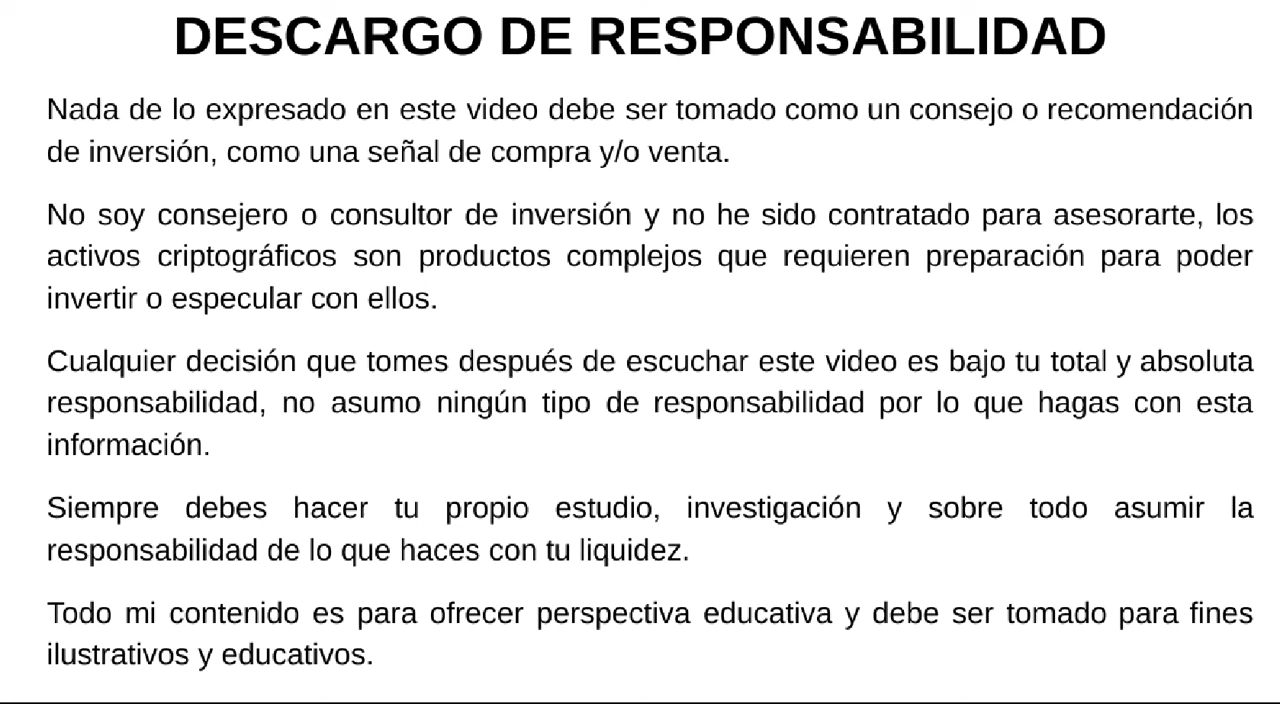 DESCARGO DE RESPONSABILIDAD
Nada de lo expresado en este video debe ser tomado como un consejo o recomendación
de inversión, como una señal de compra y/o venta.
No soy consejero o consultor de inversión y no he sido contratado para asesorarte, los
activos criptográficos son productos complejos que requieren preparación para poder
invertir o especular con ellos.
Cualquier decisión que tomes después de escuchar este video es bajo tu total y absoluta
responsabilidad, no asumo ningún tipo de responsabilidad por lo que hagas con esta
información.
Siempre debes hacer tu propio estudio, investigación y sobre todo asumir la
responsabilidad de lo que haces con tu liquidez.
Todo mi contenido es para ofrecer perspectiva educativa y debe ser tomado para fines
ilustrativos y educativos.